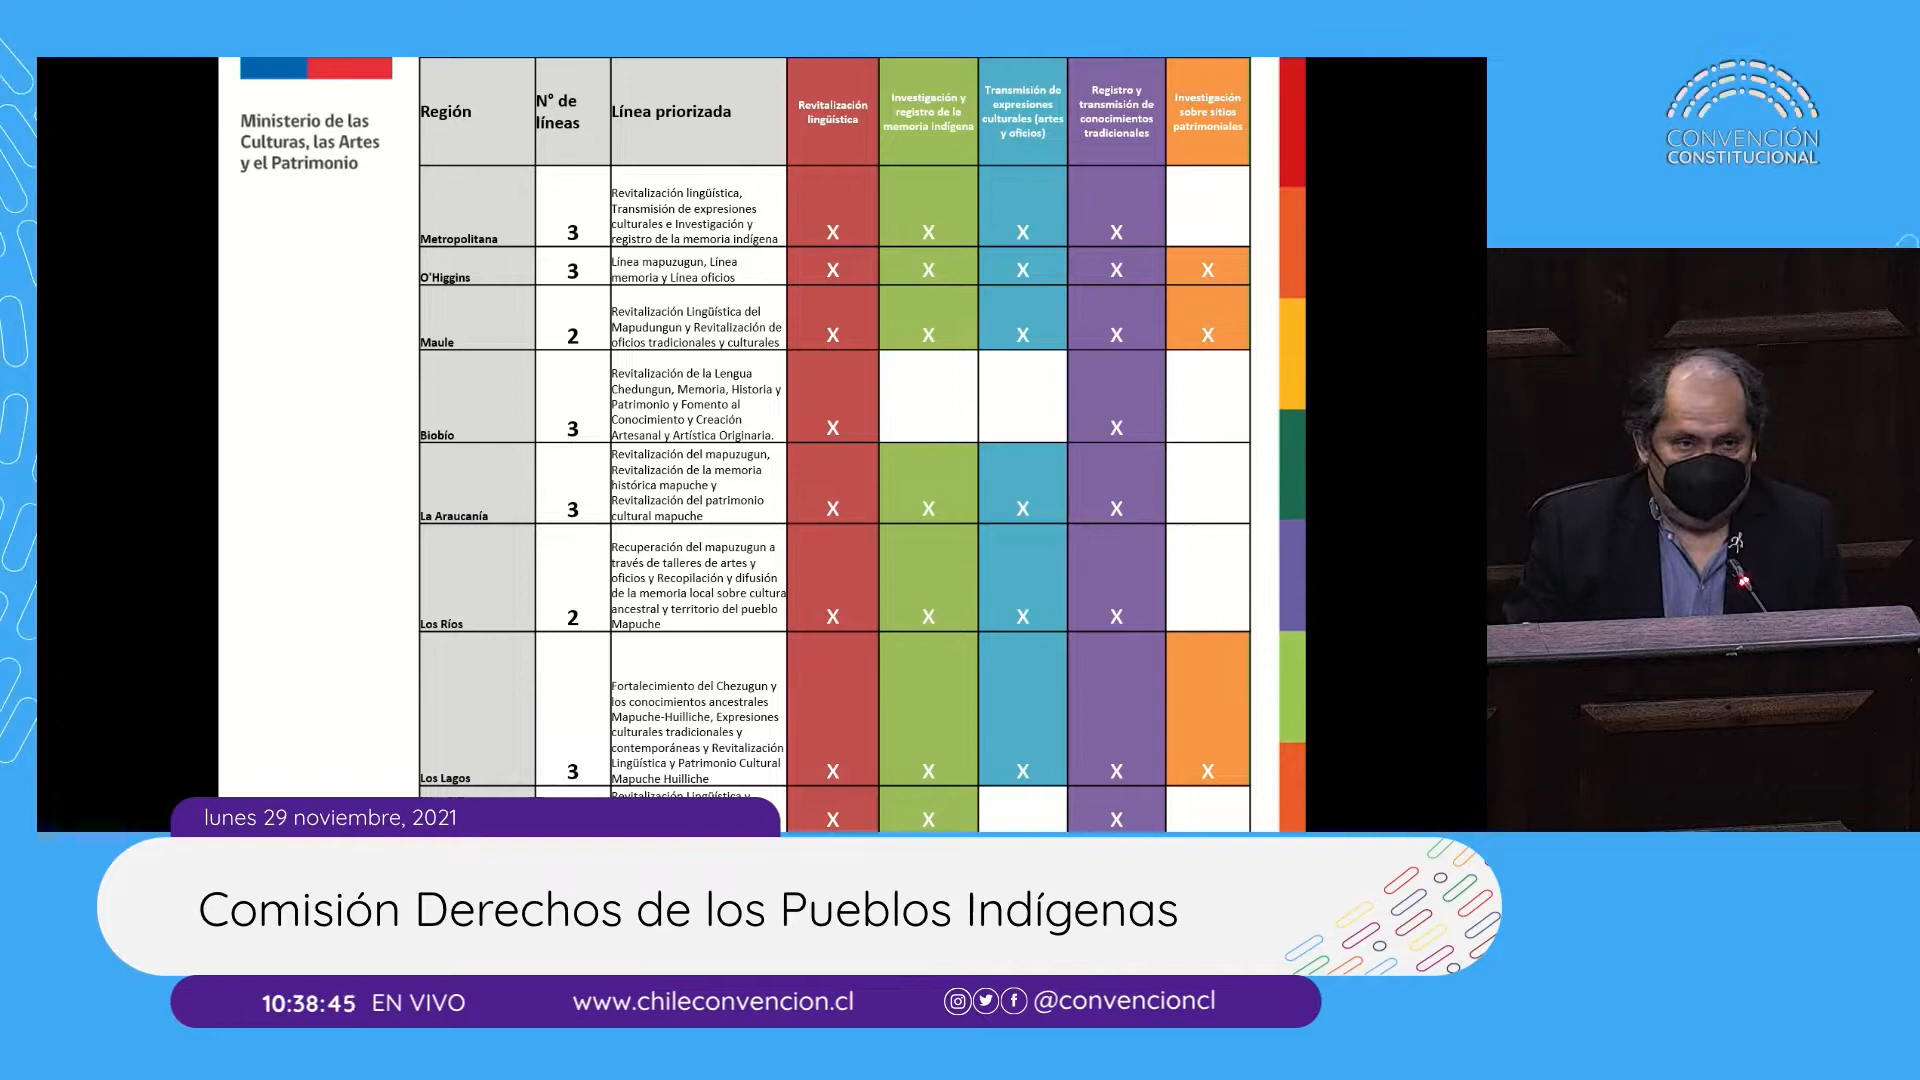 Ministerio de las
Culturas, las Artes
y el Patrimonio
Región
N° de
líneas
Línea priorizada
Revitalización
lingüística
Investigación y
registro de la
memoria indígena
Transmisión de
expresiones
culturales (artes
y oficios)
Registro y
transmisión de
conocimientos
tradicionales
Investigación
sobre sitios
patrimoniales
Metropolitana
3
Revitalización lingüística,
Transmisión de expresiones
culturales e Investigación y
registro de la memoria indígena
X X X X
O'Higgins
3
Línea mapuzugun, Línea
memoria y Línea oficios
X X X X X
Maule
2
Revitalización Lingüística del
Mapudungun y Revitalización de
oficios tradicionales y culturales
X X X X X
Biobío
3
Revitalización de la Lengua
Chedungun, Memoria, Historia y
Patrimonio y Fomento al
Conocimiento y Creación
Artesanal y Artística Originaria.
X X
La Araucanía
3
Revitalización del mapuzugun,
Revitalización de la memoria
histórica mapuche y
Revitalización del patrimonio
cultural mapuche
X X X X
Los Ríos
2
Recuperación del mapuzugun a
través de talleres de artes y
oficios y Recopilación y difusión
de la memoria local sobre cultura
ancestral y territorio del pueblo
Mapuche
X X X X
Los Lagos
3
Fortalecimiento del Chezugun y
los conocimientos ancestrales
Mapuche-Huilliche, Expresiones
culturales tradicionales y
contemporáneas y Revitalización
Lingüística y Patrimonio Cultural
Mapuche Huilliche
X X X X X
Revitalización Lingüística y
X X X
CONVENCIÓN
CONSTITUCIONAL
lunes 29 noviembre, 2021
Comisión Derechos de los Pueblos Indígenas
10:38:45 EN VIVO
www.chileconvencion.cl
@convencioncl